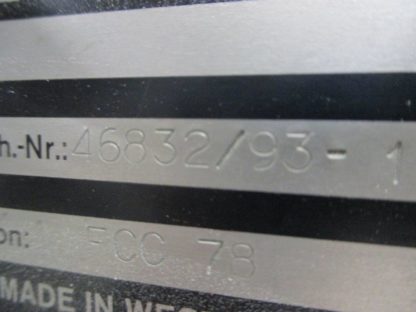 h.-Nr.: 46832/93-1
on: FCC 78
MADE IN WES